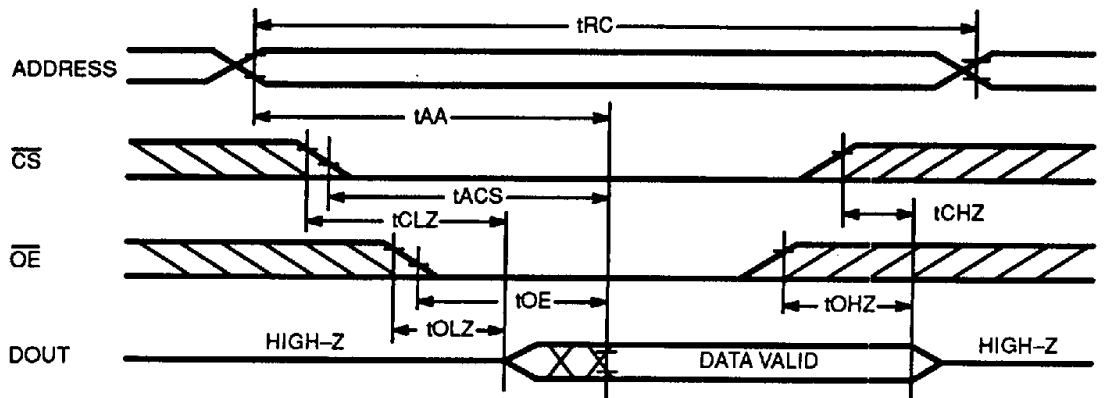 tRC
ADDRESS
tAA
CS
tACS
tCLZ
tCHZ
OE
tOE
tOHZ
tOLZ
HIGH–Z
DATA VALID
HIGH–Z
DOUT